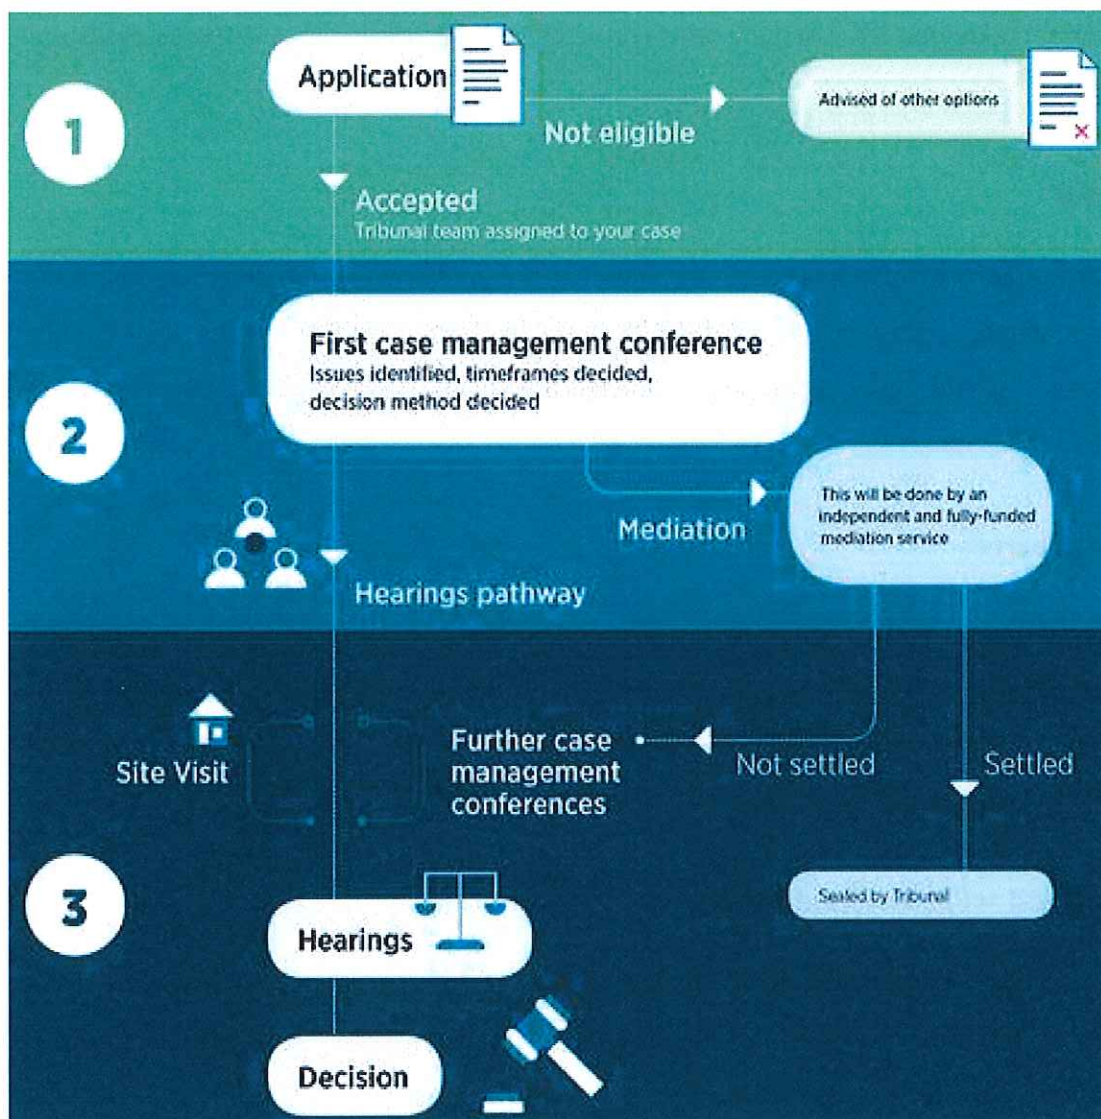 1
Application
Not eligible
Advised of other options
Accepted
Tribunal team assigned to your case
2
First case management conference
Issues identified, timeframes decided,
decision method decided
Mediation
This will be done by an
independent and fully-funded
mediation service
Hearings pathway
3
Site Visit
Further case
management
conferences
Not settled
Settled
Sealed by Tribunal
Hearings
Decision